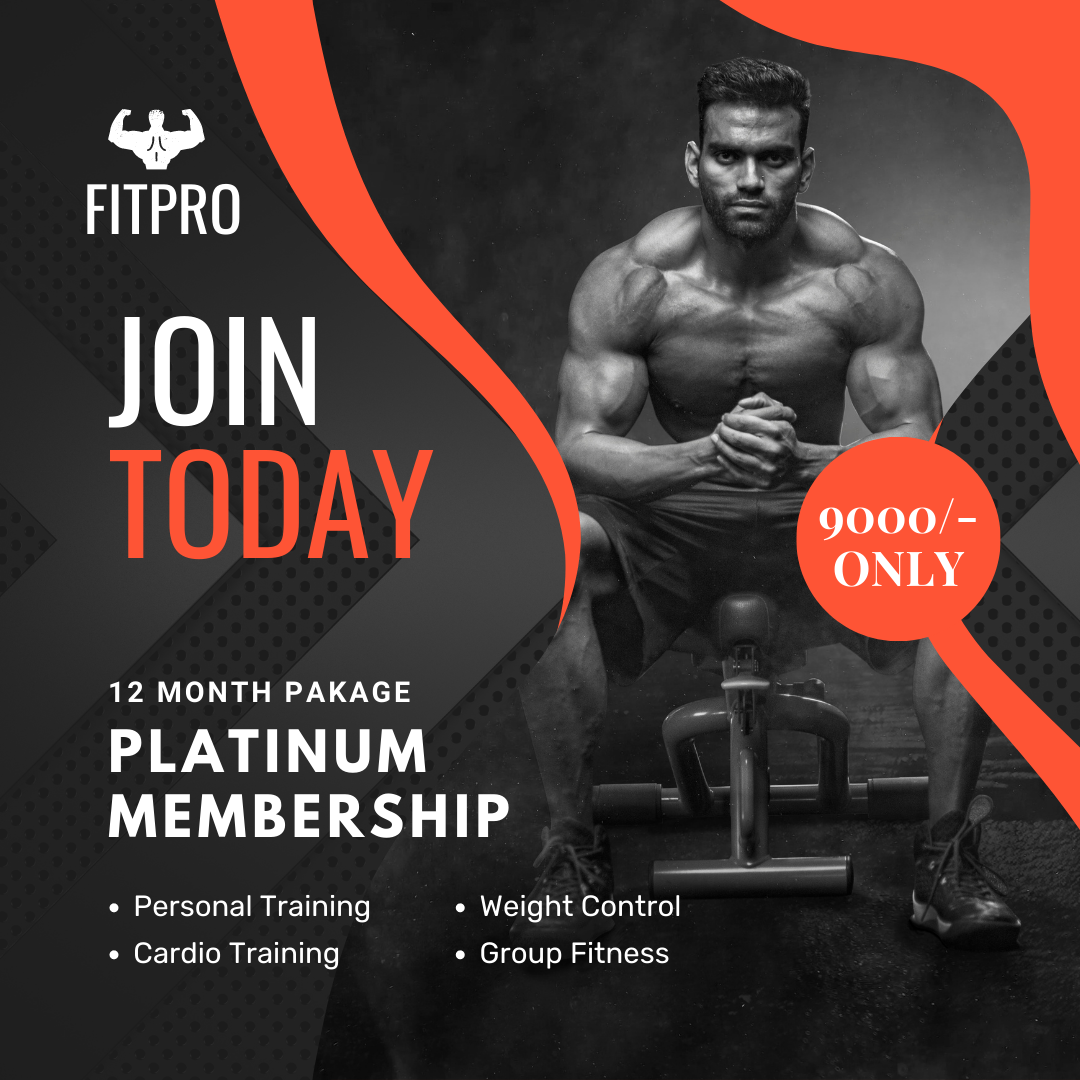 FITPRO
JOIN
TODAY
9000/-
ONLY
12 MONTH PAKAGE
PLATINUM
MEMBERSHIP
• Personal Training
• Cardio Training
• Weight Control
• Group Fitness